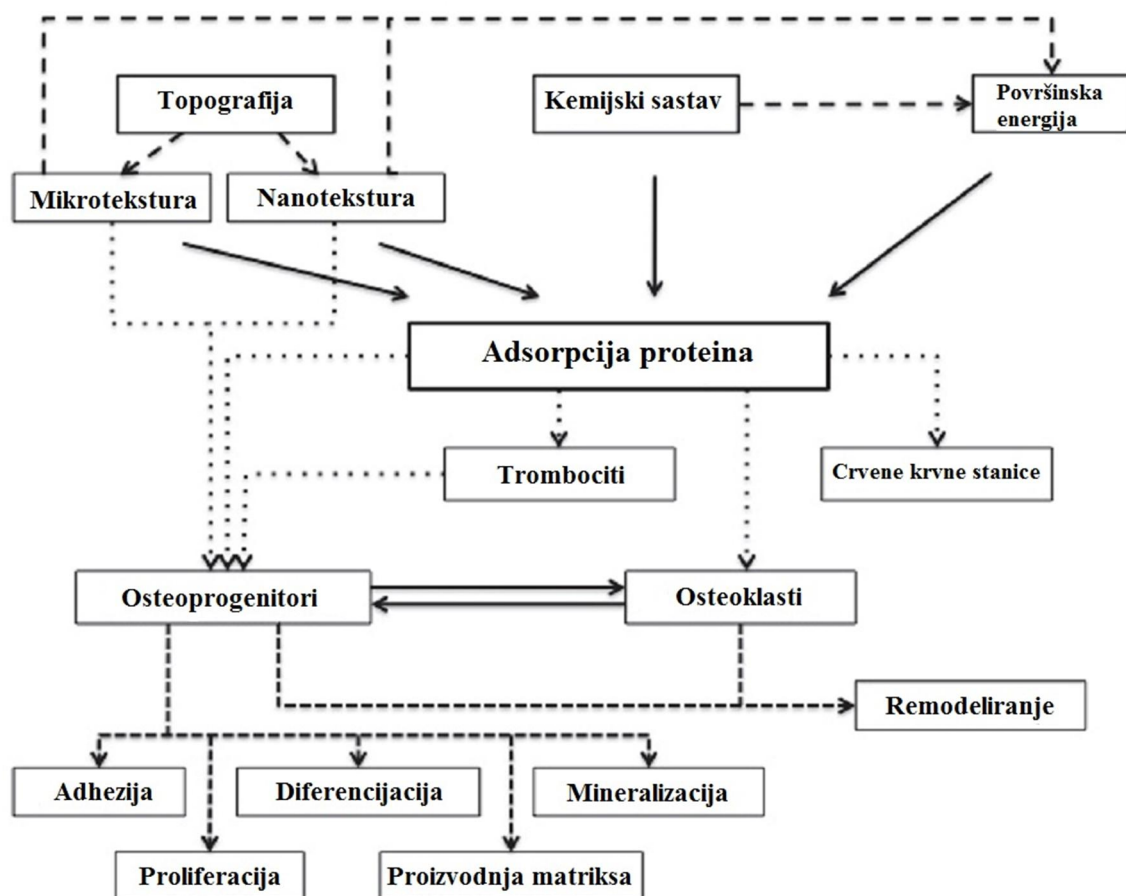 Topografija
Kemijski sastav
Površinska
energija
Mikrotekstura
Nanotekstura
Adsorpcija proteina
Trombociti
Crvene krvne stanice
Osteoprogenitori
Osteoklasti
Remodeliranje
Adhezija
Diferencijacija
Mineralizacija
Proliferacija
Proizvodnja matriksa